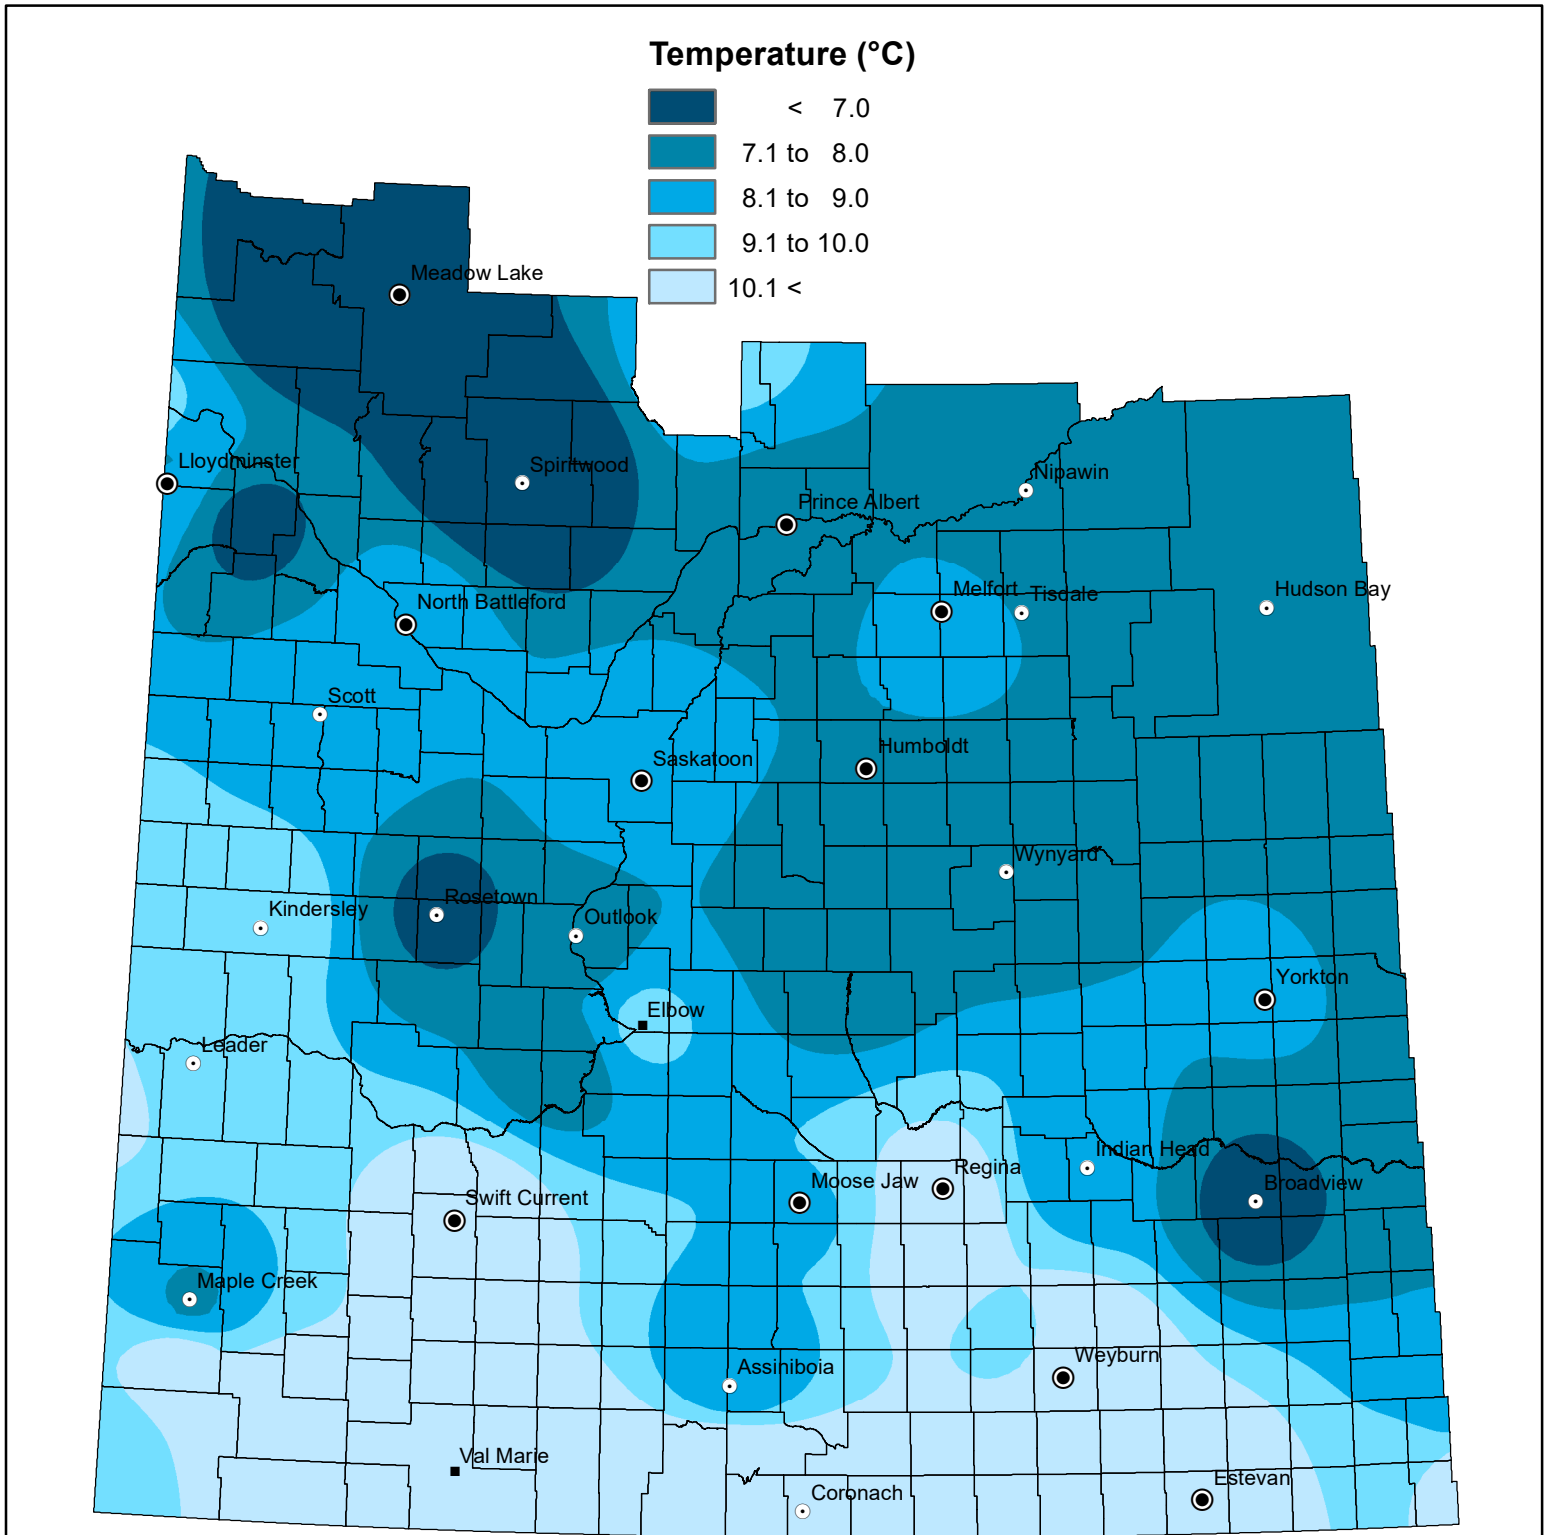 Temperature (°C)
< 7.0
7.1 to 8.0
8.1 to 9.0
9.1 to 10.0
10.1 <
Meadow Lake
Lloydminster
Spiritwood
Nipawin
Prince Albert
Melfort
Tisdale
Hudson Bay
North Battleford
Scott
Saskatoon
Humboldt
Wynyard
Rosetown
Kindersley
Outlook
Yorkton
Elbow
Leader
Indian Head
Regina
Moose Jaw
Broadview
Swift Current
Maple Creek
Weyburn
Assiniboia
Val Marie
Estevan
Coronach